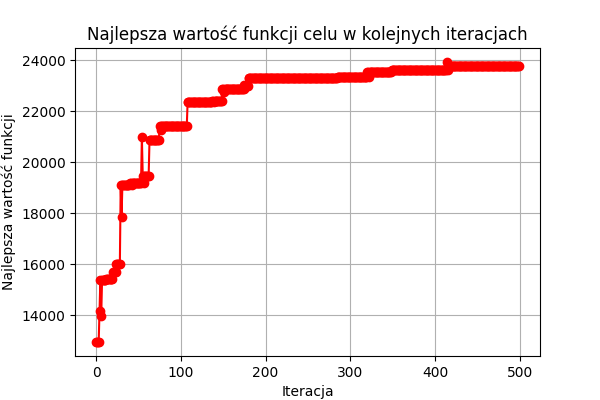 Najlepsza wartość funkcji celu w kolejnych iteracjach
Najlepsza wartość funkcji
24000
22000
20000
18000
16000
14000
0 100 200 300 400 500
Iteracja